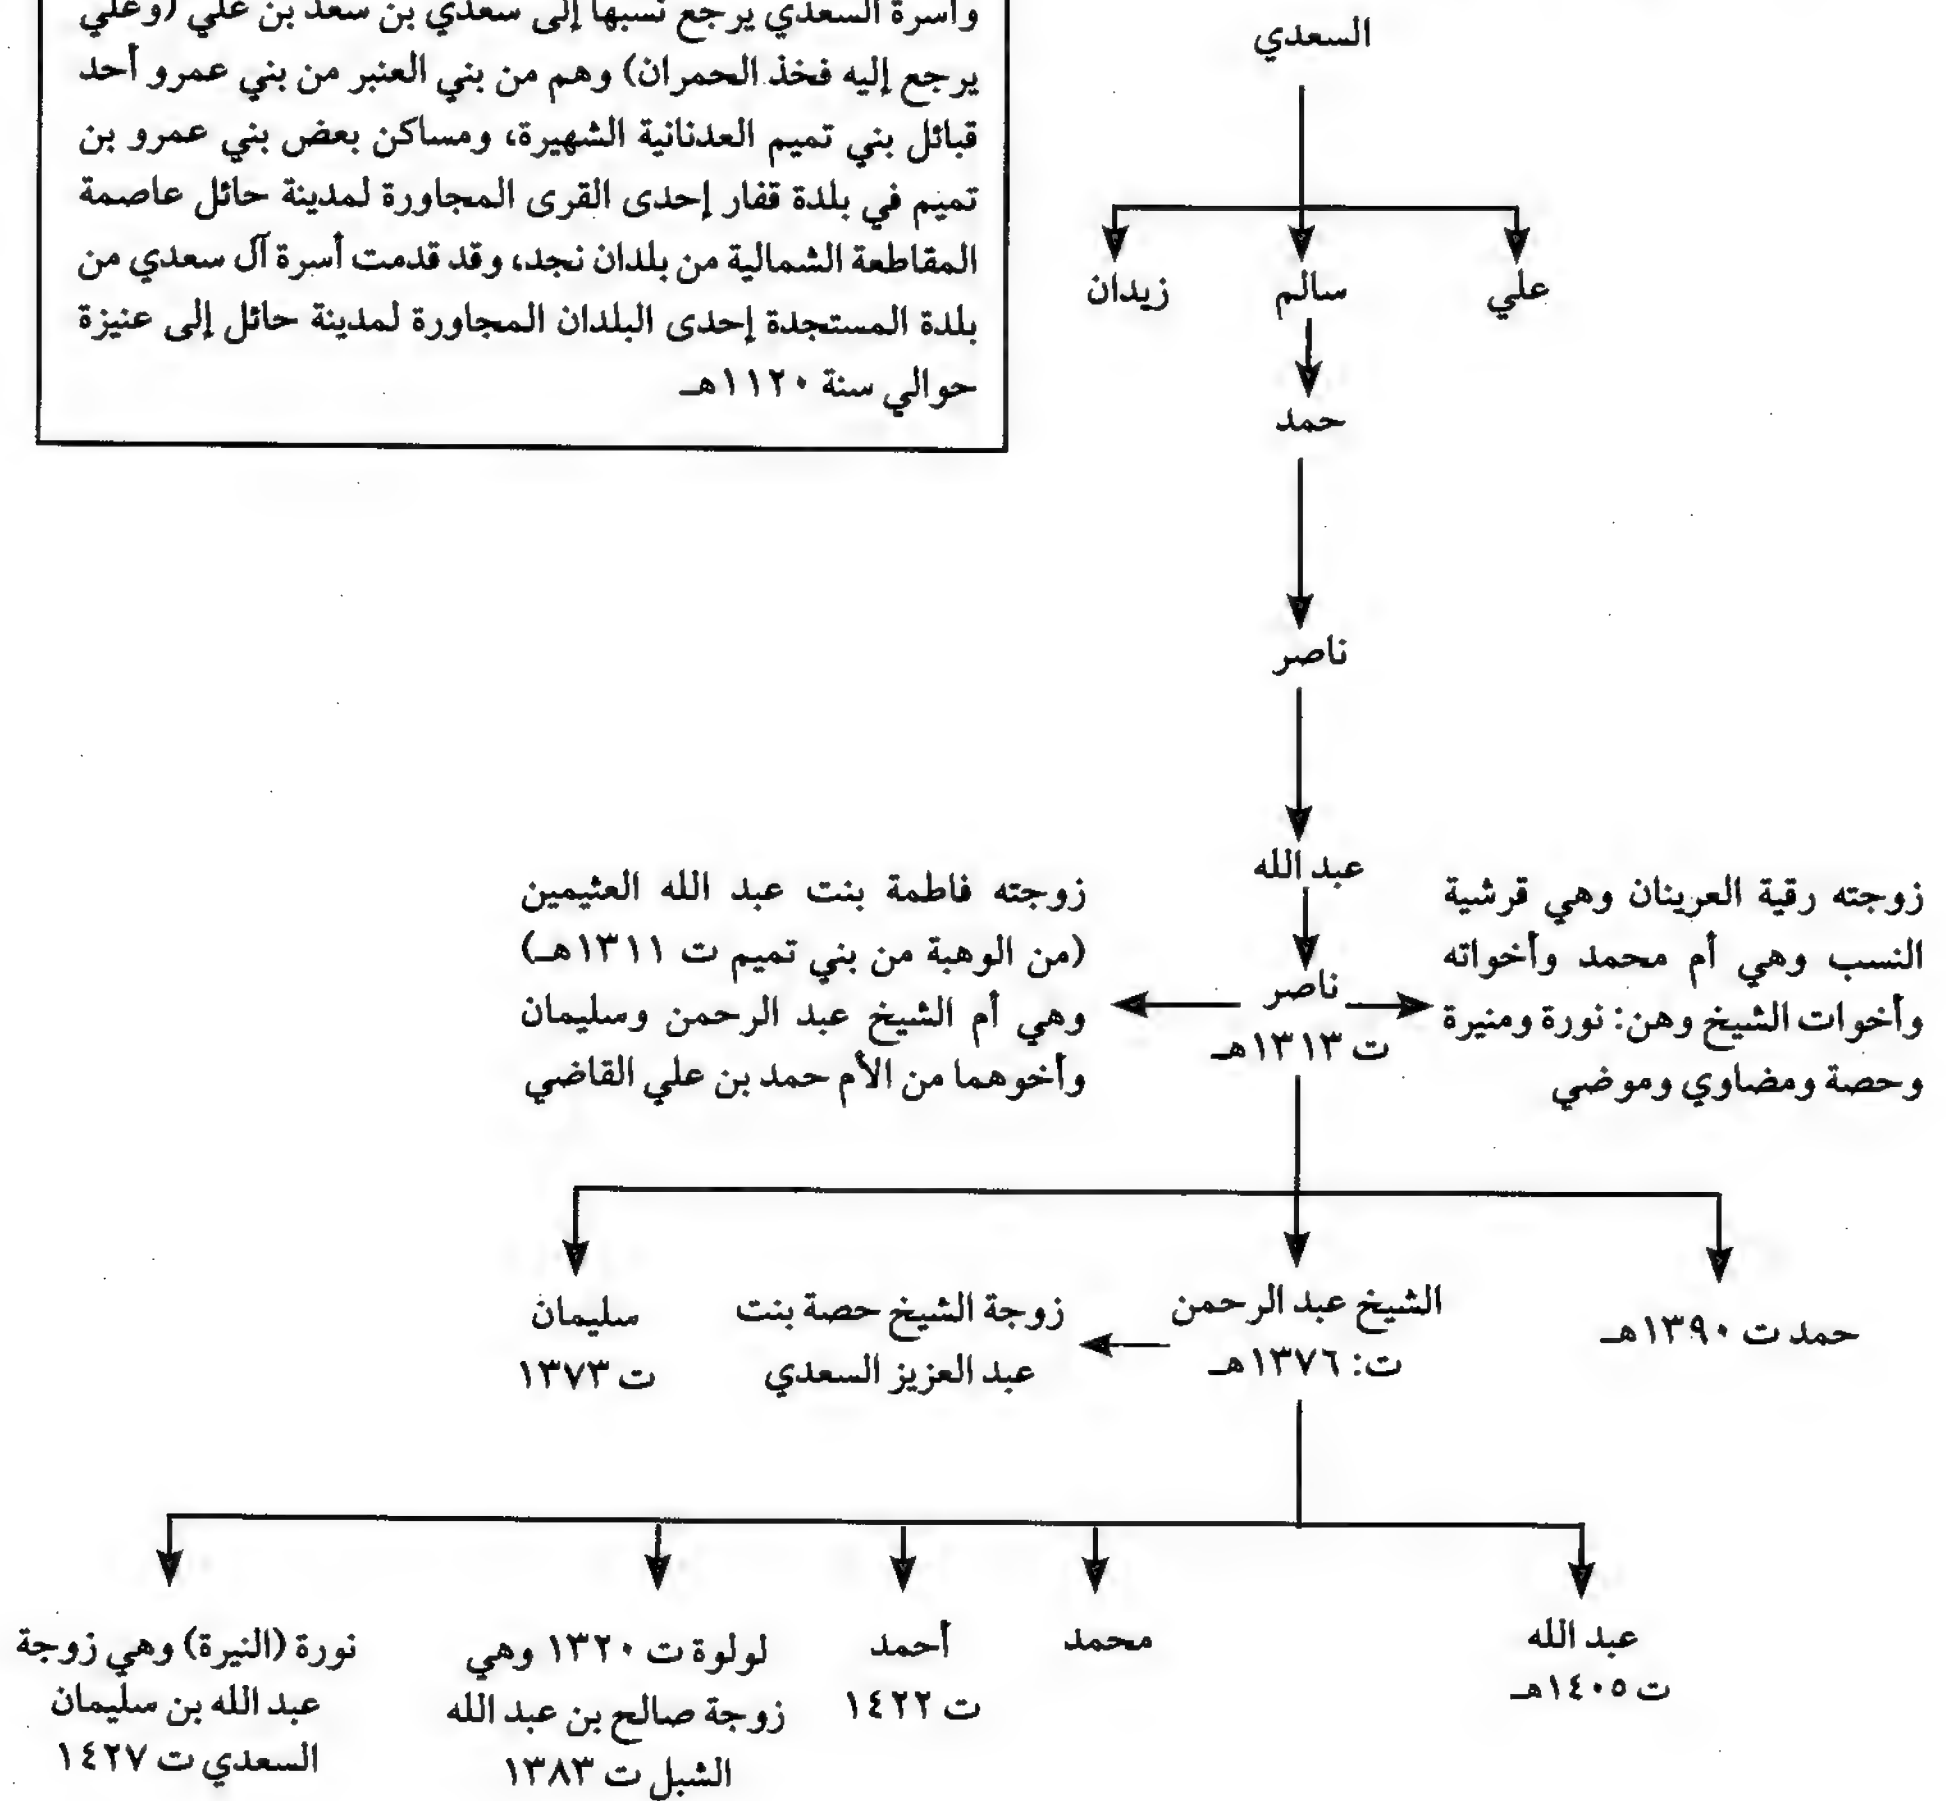 السعدي
وأسرة السعدي يرجع نسبها إلى سعدي بن سعد بن علي (وعلي
يرجع إليه فخذ الحمران) وهم من بني العنبر من بني عمرو أحد
قبائل بني تميم العدنانية الشهيرة، ومساكن بعض بني عمرو بن
تميم في بلدة قفار إحدى القرى المجاورة لمدينة حائل عاصمة
المقاطعة الشمالية من بلدان نجد، وقد قدمت أسرة آل سعدي من
بلدة المستجدة إحدى البلدان المجاورة لمدينة حائل إلى عنيزة
حوالي سنة ١١٢٠هـ
علي
سالم
زيدان
حمد
ناصر
عبد الله
ناصر
ت ١٣١٣هـ
زوجته رقية العرينان وهي قرشية
النسب وهي أم محمد وأخواته
وأخوات الشيخ وهن: نورة ومنيرة
وحصة ومضاوي وموضي
زوجته فاطمة بنت عبد الله العثيمين
(من الوهبة من بني تميم ت ١٣١١هـ)
وهي أم الشيخ عبد الرحمن وسليمان
وأخوهما من الأم حمد بن علي القاضي
حمد ت ١٣٩٠هـ
الشيخ عبد الرحمن
ت: ١٣٧٦هـ
زوجة الشيخ حصة بنت
عبد العزيز السعدي
سليمان
ت ١٣٧٣
عبد الله
ت ١٤٠٥هـ
محمد
أحمد
ت ١٤٢٢
لولوة ت ١٣٢٠ وهي
زوجة صالح بن عبد الله
الشبل ت ١٣٨٣
نورة (النيرة) وهي زوجة
عبد الله بن سليمان
السعدي ت ١٤٢٧